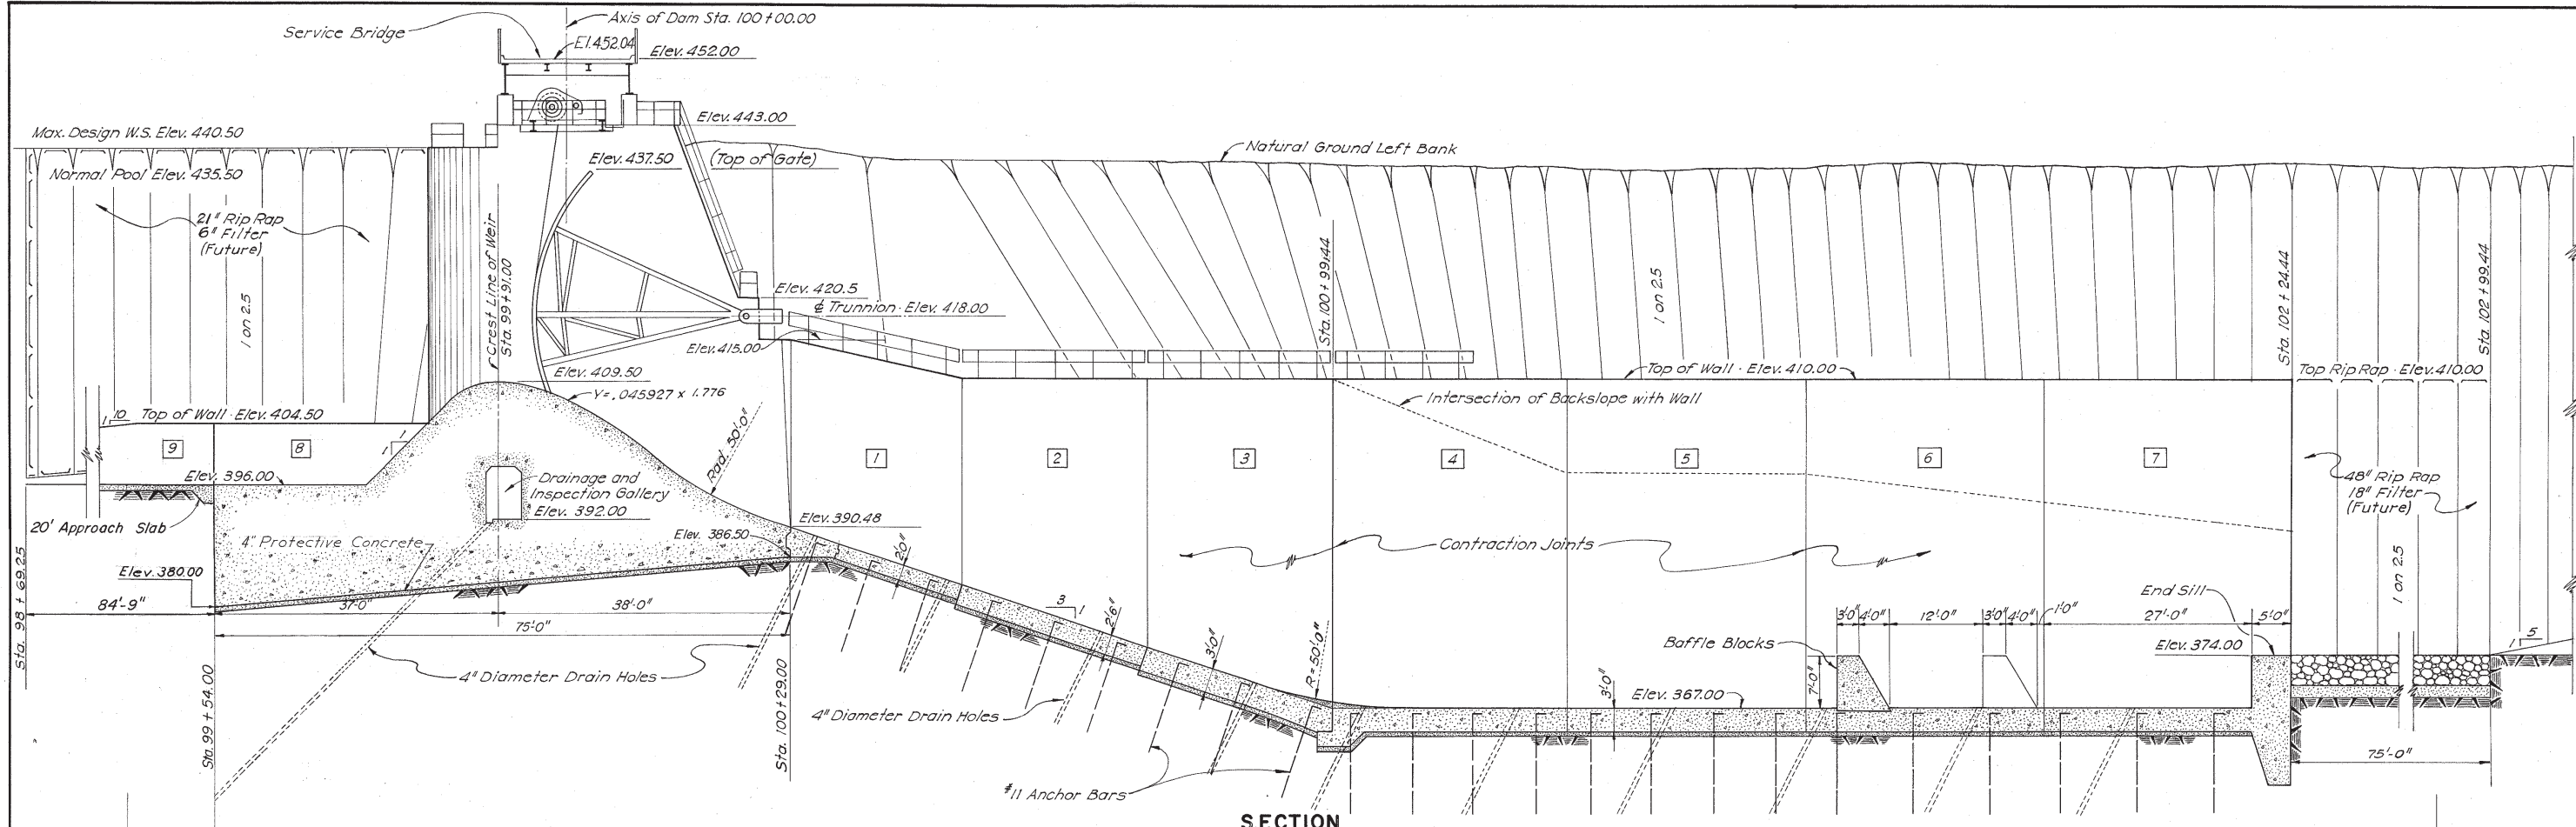 Axis of Dam Sta. 100+00.00
Service Bridge
El.452.04
Elev. 452.00
Max. Design W.S. Elev. 440.50
Elev. 443.00
Natural Ground Left Bank
Elev. 437.50 (Top of Gate)
Normal Pool Elev. 435.50
21" Rip Rap
6" Filter
(Future)
1 on 2.5
Crest Line of Weir
Sta. 99+91.00
Elev. 420.5
₵ Trunnion - Elev. 418.00
Elev. 415.00
Sta. 100+99.44
1 on 2.5
Sta. 102+24.44
Sta. 102+99.44
Elev. 409.50
Y=.045927 x 1.776
Top of Wall - Elev. 410.00
Top Rip Rap - Elev. 410.00
Intersection of Backslope with Wall
1 10
Top of Wall - Elev. 404.50
Rad. 50'-0"
9
8
1
1
1
2
3
4
5
6
7
Elev. 396.00
Drainage and
Inspection Gallery
Elev. 392.00
20' Approach Slab
4" Protective Concrete
Elev. 386.50
Elev. 390.48
48" Rip Rap
18" Filter
(Future)
1 on 2.5
Contraction Joints
Elev. 380.00
Sta. 98+69.25
84'-9"
37'-0"
38'-0"
75'-0"
2'0"
3
1
2'6"
3'0"
R=50'-0"
End Sill
3'0"
4'0"
12'-0"
3'0"
4'0"
1'0"
27'-0"
5'0"
Baffle Blocks
Elev. 374.00
1 5
7'-0"
3'0"
Elev. 367.00
4" Diameter Drain Holes
4" Diameter Drain Holes
Sta. 99+54.00
Sta. 100+29.00
75'-0"
#11 Anchor Bars
SECTION